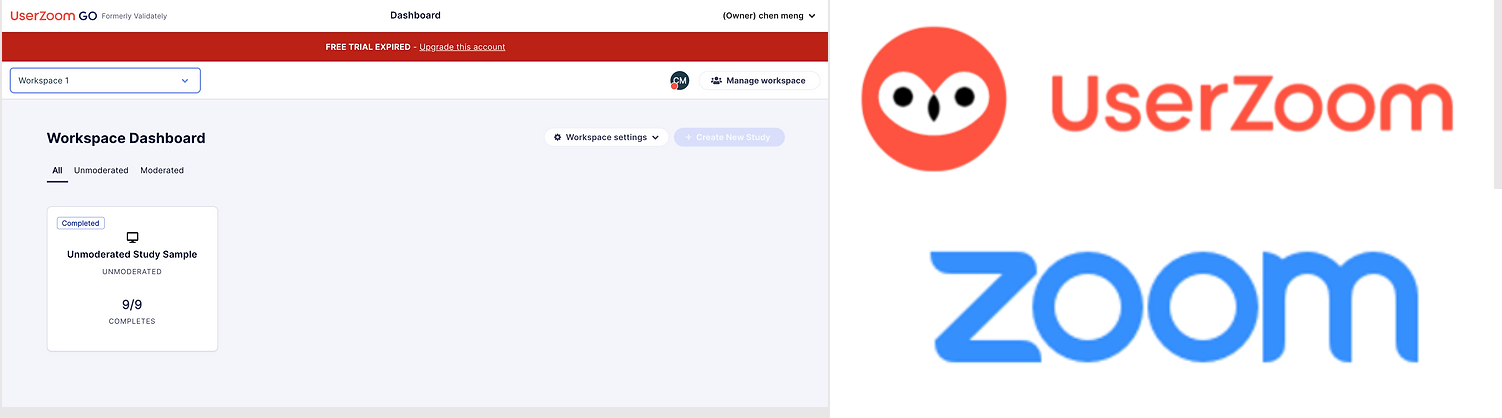 UserZoom GO Formerly Validately
Dashboard
(Owner) chen meng
FREE TRIAL EXPIRED - Upgrade this account
Workspace 1
CM
Manage workspace
Workspace Dashboard
Workspace settings
+ Create New Study
All Unmoderated Moderated
Completed
Unmoderated Study Sample
UNMODERATED
9/9
COMPLETES
UserZoom
zoom